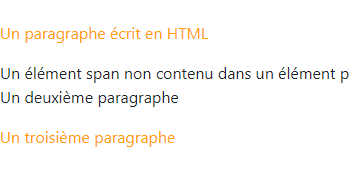 Un paragraphe écrit en HTML
Un élément span non contenu dans un élément p
Un deuxième paragraphe
Un troisième paragraphe